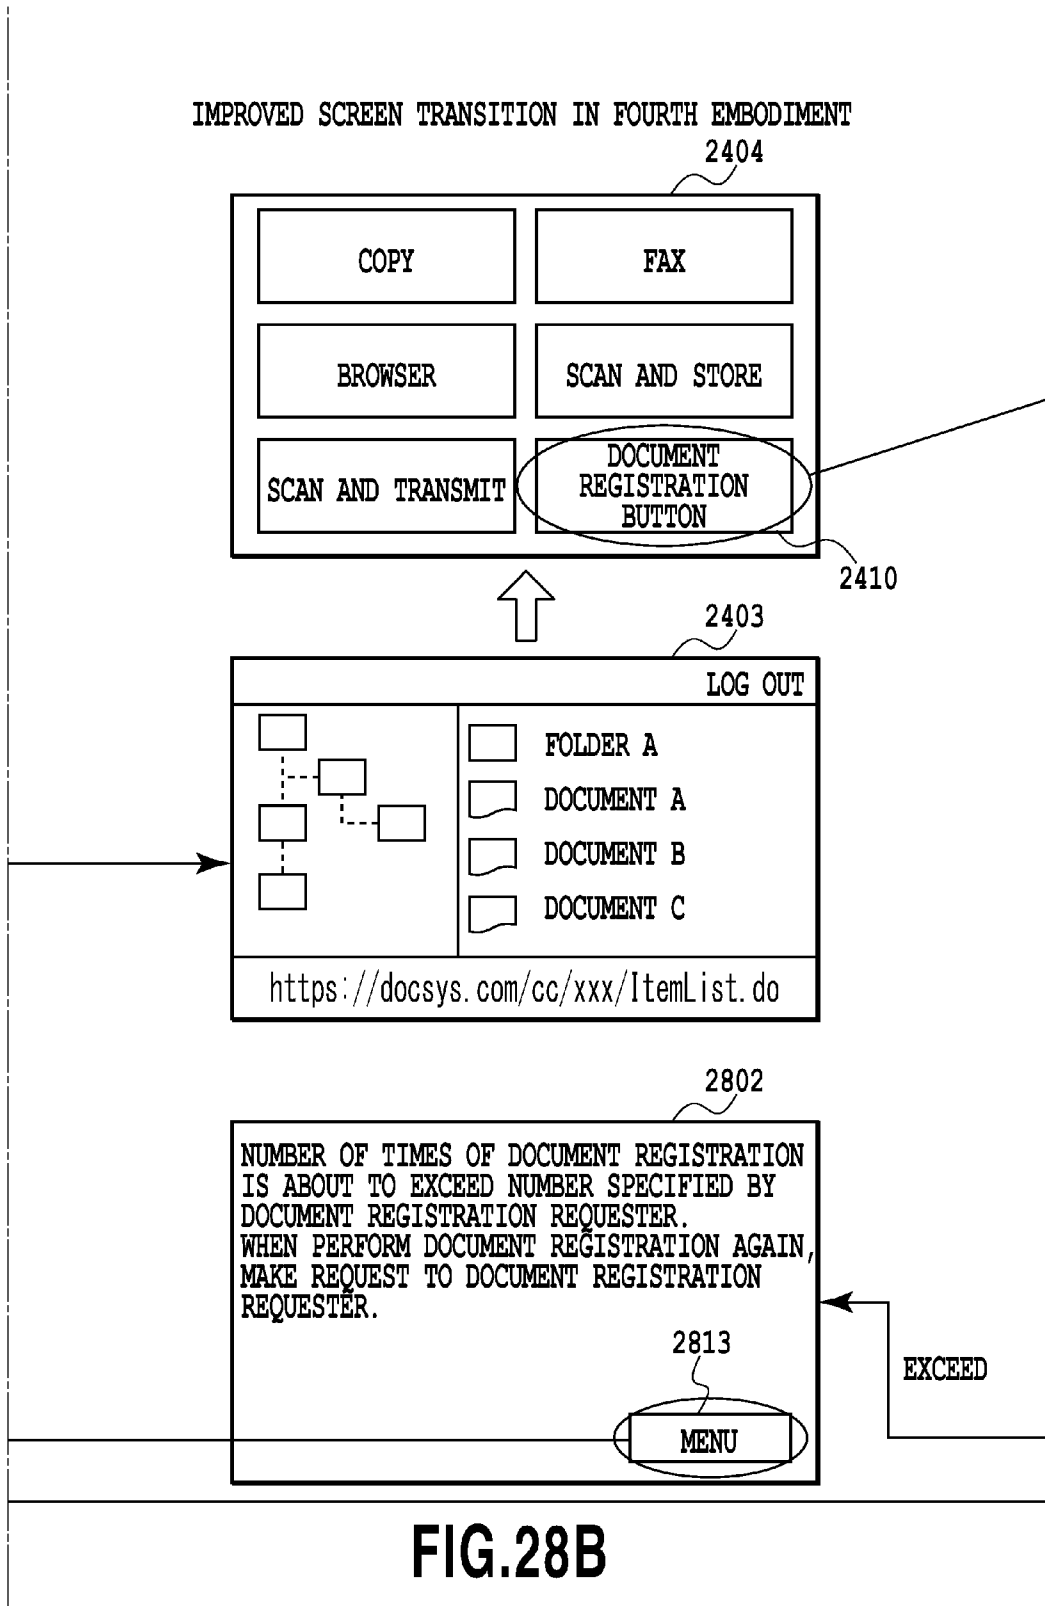 IMPROVED SCREEN TRANSITION IN FOURTH EMBODIMENT
2404
COPY
FAX
BROWSER
SCAN AND STORE
SCAN AND TRANSMIT
DOCUMENT
REGISTRATION
BUTTON
2410
2403
LOG OUT
FOLDER A
DOCUMENT A
DOCUMENT B
DOCUMENT C
https://docsys.com/cc/xxx/ItemList.do
2802
NUMBER OF TIMES OF DOCUMENT REGISTRATION
IS ABOUT TO EXCEED NUMBER SPECIFIED BY
DOCUMENT REGISTRATION REQUESTER.
WHEN PERFORM DOCUMENT REGISTRATION AGAIN,
MAKE REQUEST TO DOCUMENT REGISTRATION
REQUESTER.
2813
EXCEED
MENU
FIG.28B